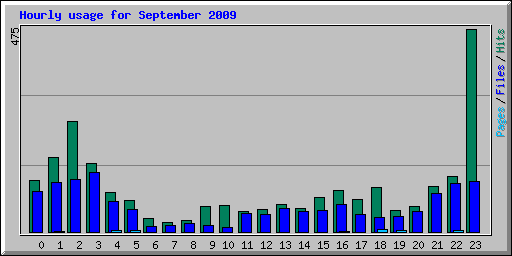 Hourly usage for September 2009
475
Pages/Files/Hits
0 1 2 3 4 5 6 7 8 9 10 11 12 13 14 15 16 17 18 19 20 21 22 23